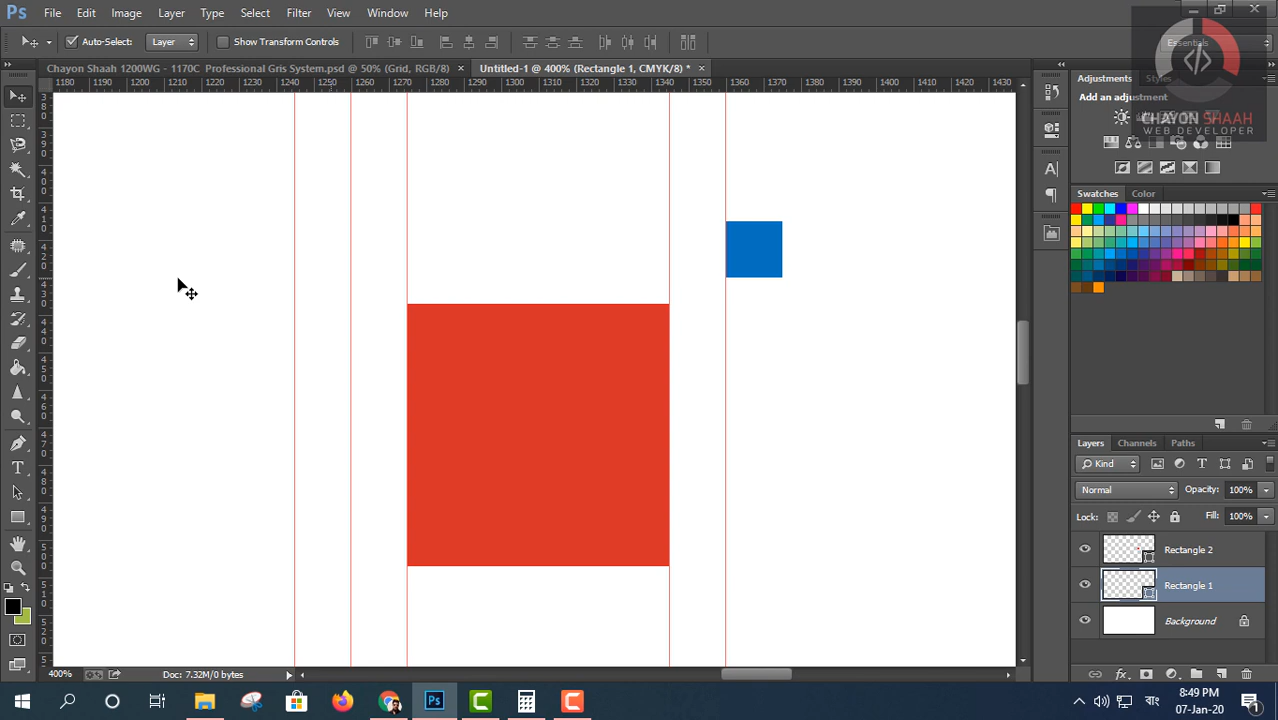 Ps File Edit Image Layer Type Select Filter View Window Help
Auto-Select: Layer Show Transform Controls Essentials
Chayon Shaah 1200WG - 1170C Professional Gris System.psd @ 50% (Grid, RGB/8) × Untitled-1 @ 400% (Rectangle 1, CMYK/8) * ×
1180 1190 1200 1210 1220 1230 1240 1250 1260 1270 1280 1290 1300 1310 1320 1330 1340 1350 1360 1370 1380 1390 1400 1410 1420 1430
Adjustments Styles
Add an adjustment
CHAYON SHAAH
WEB DEVELOPER
Swatches Color
Layers Channels Paths
Kind
Normal Opacity: 100%
Lock: Fill: 100%
Rectangle 2
Rectangle 1
Background
400% Doc: 7.32M/0 bytes
8:49 PM
বাং
07-Jan-20
1